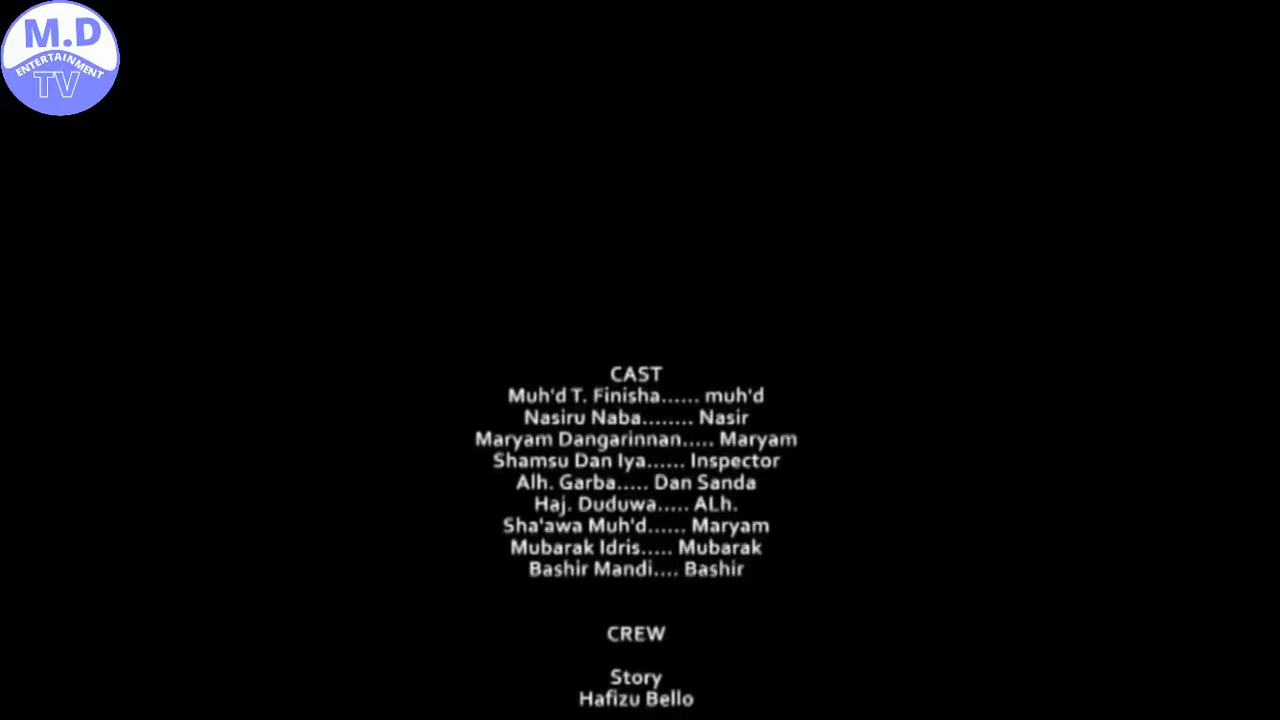 M.D
ENTERTAINMENT
TV
CAST
Muh'd T. Finisha...... muh'd
Nasiru Naba........ Nasir
Maryam Dangarinnan..... Maryam
Shamsu Dan Iya...... Inspector
Alh. Garba..... Dan Sanda
Haj. Duduwa..... ALh.
Sha'awa Muh'd...... Maryam
Mubarak Idris..... Mubarak
Bashir Mandi.... Bashir
CREW
Story
Hafizu Bello